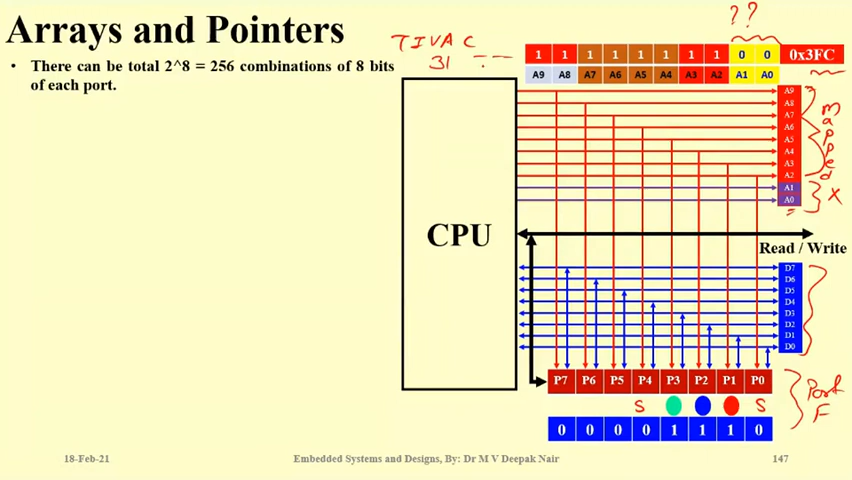 Arrays and Pointers
• There can be total 2^8 = 256 combinations of 8 bits
of each port.
TIVA C
31
??
1 1 1 1 1 1 1 1 0 0 0x3FC
A9 A8 A7 A6 A5 A4 A3 A2 A1 A0
A9
A8
A7
A6
A5
A4
A3
A2
A1
A0
mapped
X
CPU
Read / Write
D7
D6
D5
D4
D3
D2
D1
D0
P7 P6 P5 P4 P3 P2 P1 P0
S S
Port
F
0 0 0 0 1 1 1 0
18-Feb-21 Embedded Systems and Designs, By: Dr M V Deepak Nair 147